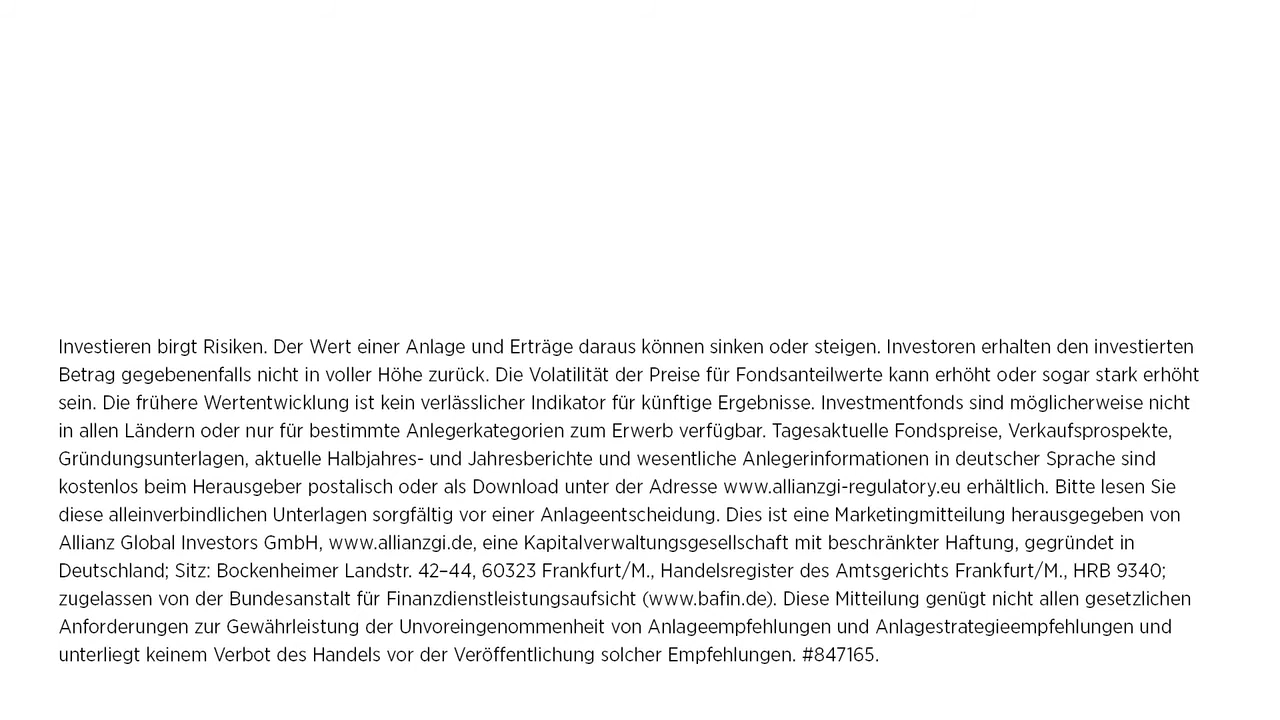 Investieren birgt Risiken. Der Wert einer Anlage und Erträge daraus können sinken oder steigen. Investoren erhalten den investierten
Betrag gegebenenfalls nicht in voller Höhe zurück. Die Volatilität der Preise für Fondsanteilwerte kann erhöht oder sogar stark erhöht
sein. Die frühere Wertentwicklung ist kein verlässlicher Indikator für künftige Ergebnisse. Investmentfonds sind möglicherweise nicht
in allen Ländern oder nur für bestimmte Anlegerkategorien zum Erwerb verfügbar. Tagesaktuelle Fondspreise, Verkaufsprospekte,
Gründungsunterlagen, aktuelle Halbjahres- und Jahresberichte und wesentliche Anlegerinformationen in deutscher Sprache sind
kostenlos beim Herausgeber postalisch oder als Download unter der Adresse www.allianzgi-regulatory.eu erhältlich. Bitte lesen Sie
diese alleinverbindlichen Unterlagen sorgfältig vor einer Anlageentscheidung. Dies ist eine Marketingmitteilung herausgegeben von
Allianz Global Investors GmbH, www.allianzgi.de, eine Kapitalverwaltungsgesellschaft mit beschränkter Haftung, gegründet in
Deutschland; Sitz: Bockenheimer Landstr. 42–44, 60323 Frankfurt/M., Handelsregister des Amtsgerichts Frankfurt/M., HRB 9340;
zugelassen von der Bundesanstalt für Finanzdienstleistungsaufsicht (www.bafin.de). Diese Mitteilung genügt nicht allen gesetzlichen
Anforderungen zur Gewährleistung der Unvoreingenommenheit von Anlageempfehlungen und Anlagestrategieempfehlungen und
unterliegt keinem Verbot des Handels vor der Veröffentlichung solcher Empfehlungen. #847165.